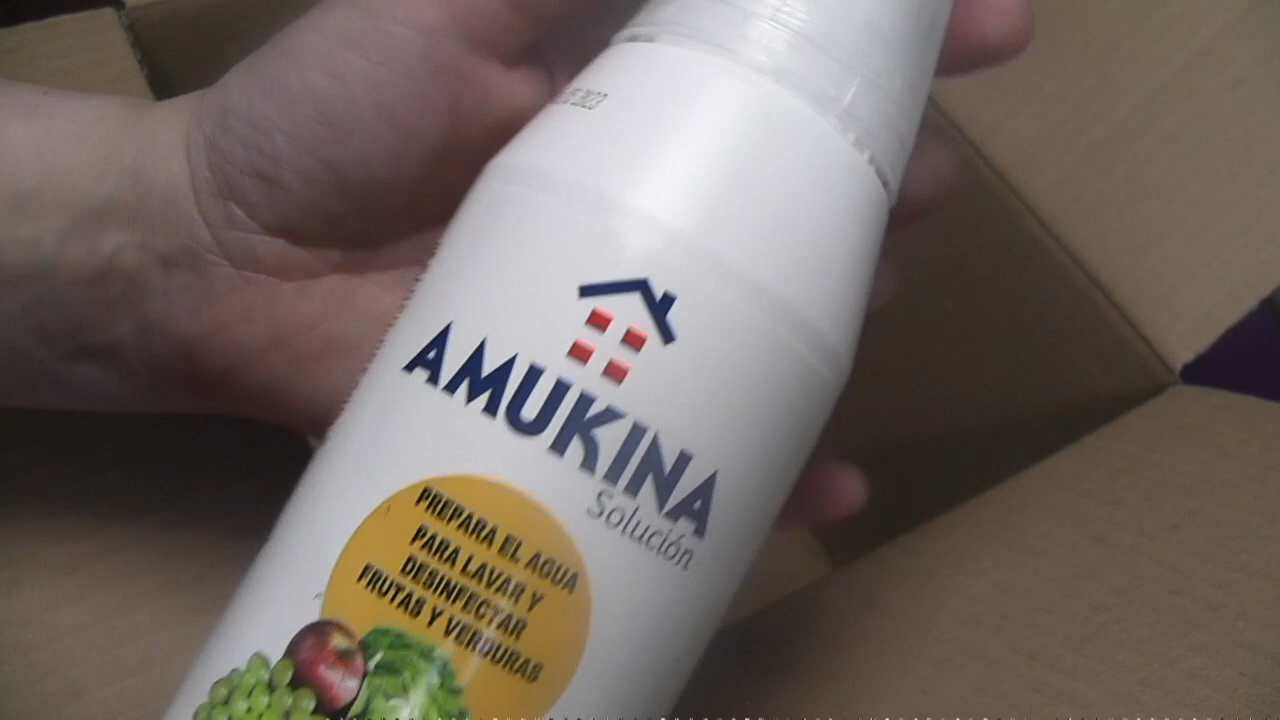 AMUKINA
Solución
PREPARA EL AGUA
PARA LAVAR Y
DESINFECTAR
FRUTAS Y VERDURAS